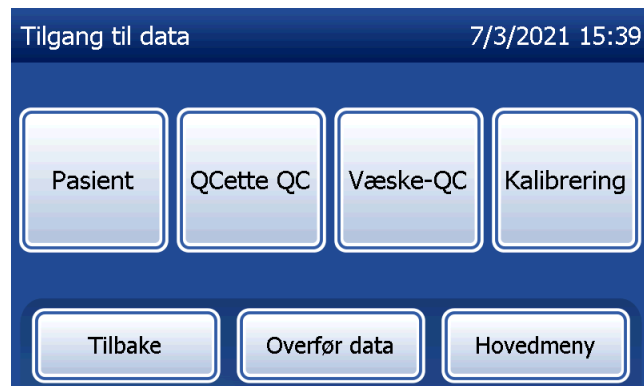 Tilgang til data 7/3/2021 15:39
Pasient QCette QC Væske-QC Kalibrering
Tilbake Overfør data Hovedmeny